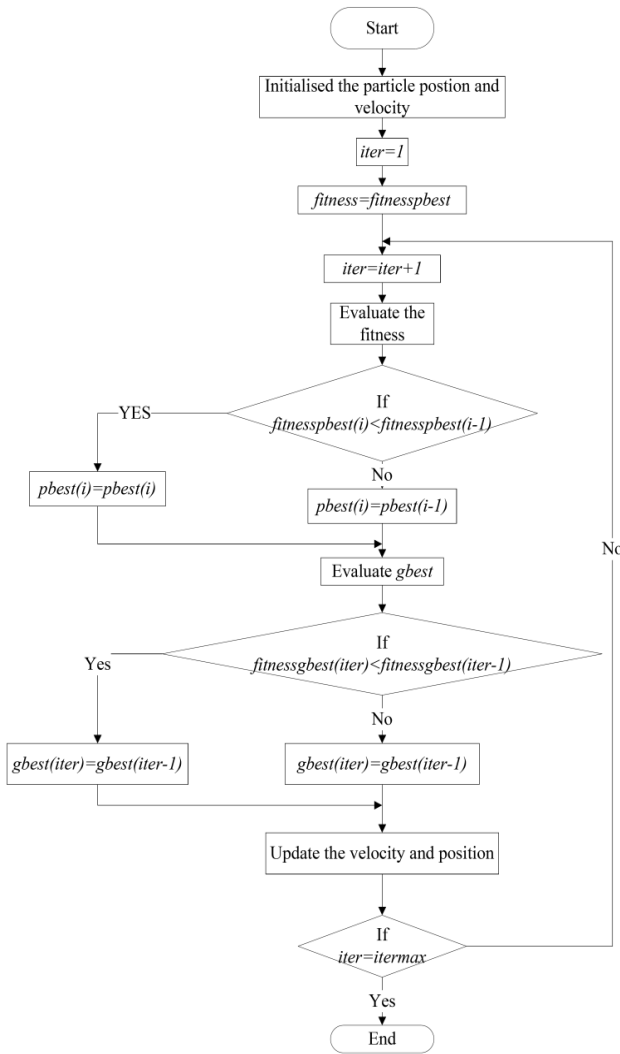 Start
Initialised the particle postion and
velocity
iter=1
fitness=fitnesspbest
iter=iter+1
Evaluate the
fitness
If
fitnesspbest(i)<fitnesspbest(i-1)
YES
No
pbest(i)=pbest(i)
pbest(i)=pbest(i-1)
No
Evaluate gbest
If
fitnessgbest(iter)<fitnessgbest(iter-1)
Yes
No
gbest(iter)=gbest(iter-1)
gbest(iter)=gbest(iter-1)
Update the velocity and position
If
iter=itermax
Yes
End